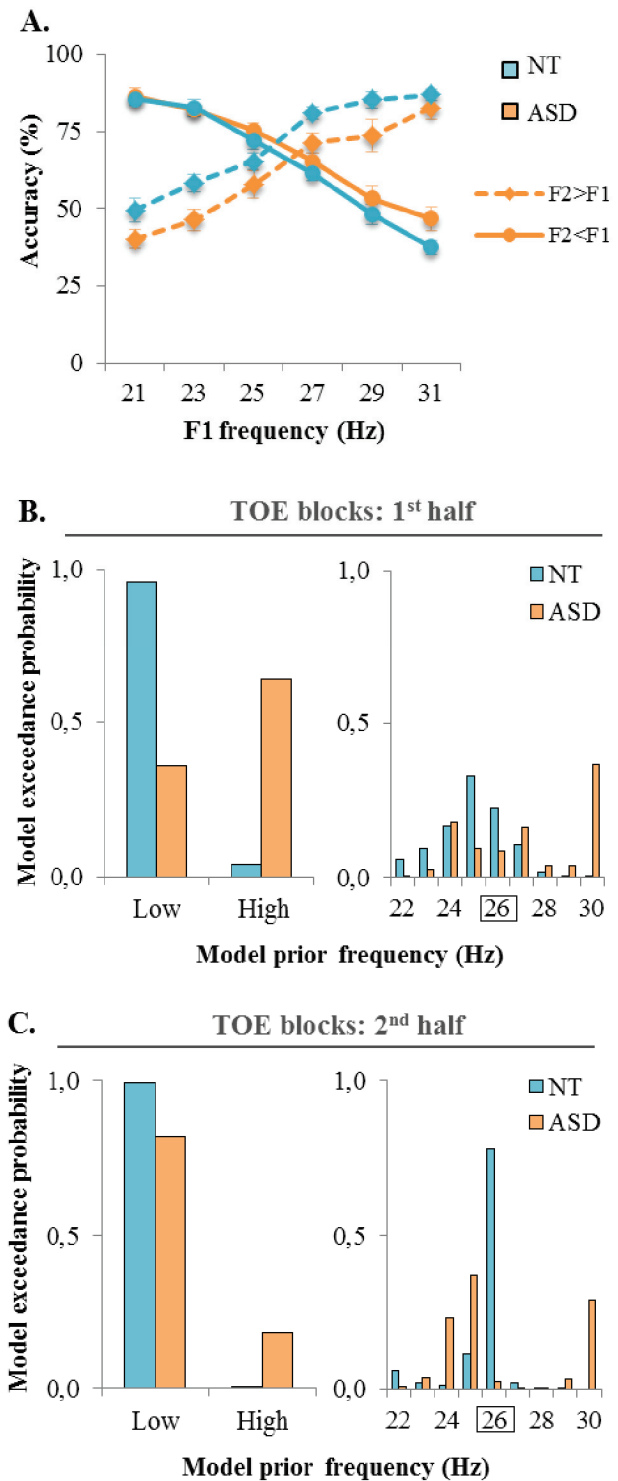 A.
100
75
50
25
0
Accuracy (%)
21 23 25 27 29 31
F1 frequency (Hz)
NT
ASD
F2>F1
F2<F1
B.
TOE blocks: 1st half
Model exceedance probability
1,0
0,5
0,0
Low High
1,0
0,5
0,0
NT
ASD
22 24 26 28 30
Model prior frequency (Hz)
C.
TOE blocks: 2nd half
Model exceedance probability
1,0
0,5
0,0
Low High
1,0
0,5
0,0
NT
ASD
22 24 26 28 30
Model prior frequency (Hz)